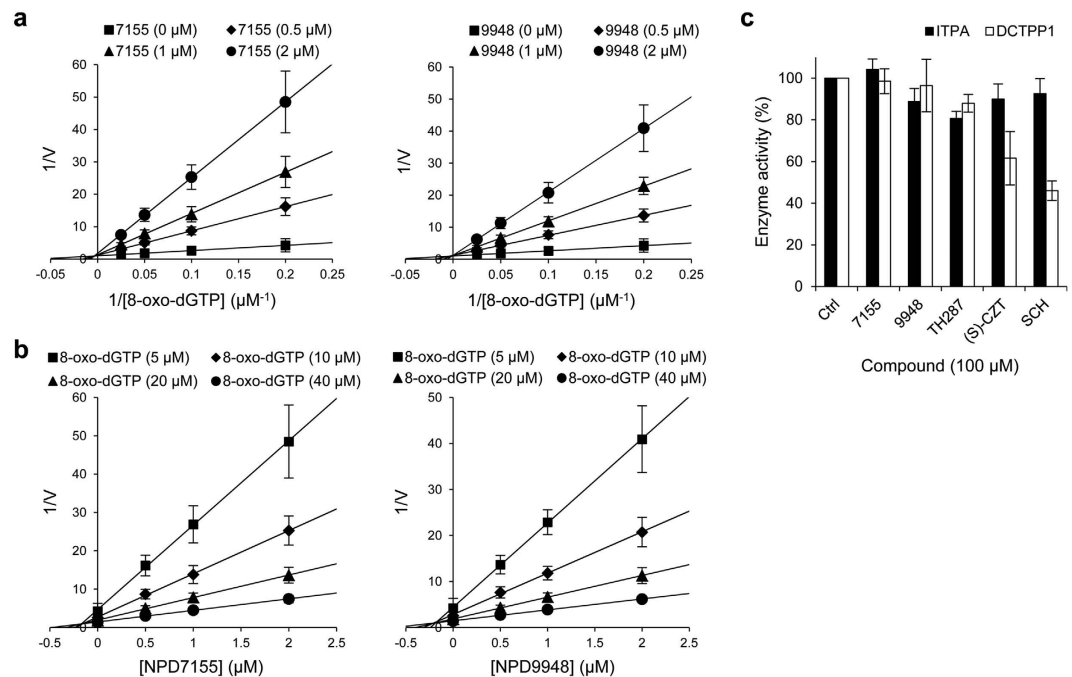 a
7155 (0 µM) 7155 (0.5 µM)
7155 (1 µM) 7155 (2 µM)
60
50
40
30
20
10
0
1/V
-0.05 0 0.05 0.1 0.15 0.2 0.25
1/[8-oxo-dGTP] (µM-1)
9948 (0 µM) 9948 (0.5 µM)
9948 (1 µM) 9948 (2 µM)
60
50
40
30
20
10
0
1/V
-0.05 0 0.05 0.1 0.15 0.2 0.25
1/[8-oxo-dGTP] (µM-1)
b
8-oxo-dGTP (5 µM) 8-oxo-dGTP (10 µM)
8-oxo-dGTP (20 µM) 8-oxo-dGTP (40 µM)
60
50
40
30
20
10
0
1/V
-0.5 0 0.5 1 1.5 2 2.5
[NPD7155] (µM)
8-oxo-dGTP (5 µM) 8-oxo-dGTP (10 µM)
8-oxo-dGTP (20 µM) 8-oxo-dGTP (40 µM)
50
40
30
20
10
0
1/V
-0.5 0 0.5 1 1.5 2 2.5
[NPD9948] (µM)
c
ITPA DCTPP1
100
80
60
40
20
0
Enzyme activity (%)
Ctrl 7155 9948 TH287 (S)-CZT SCH
Compound (100 µM)